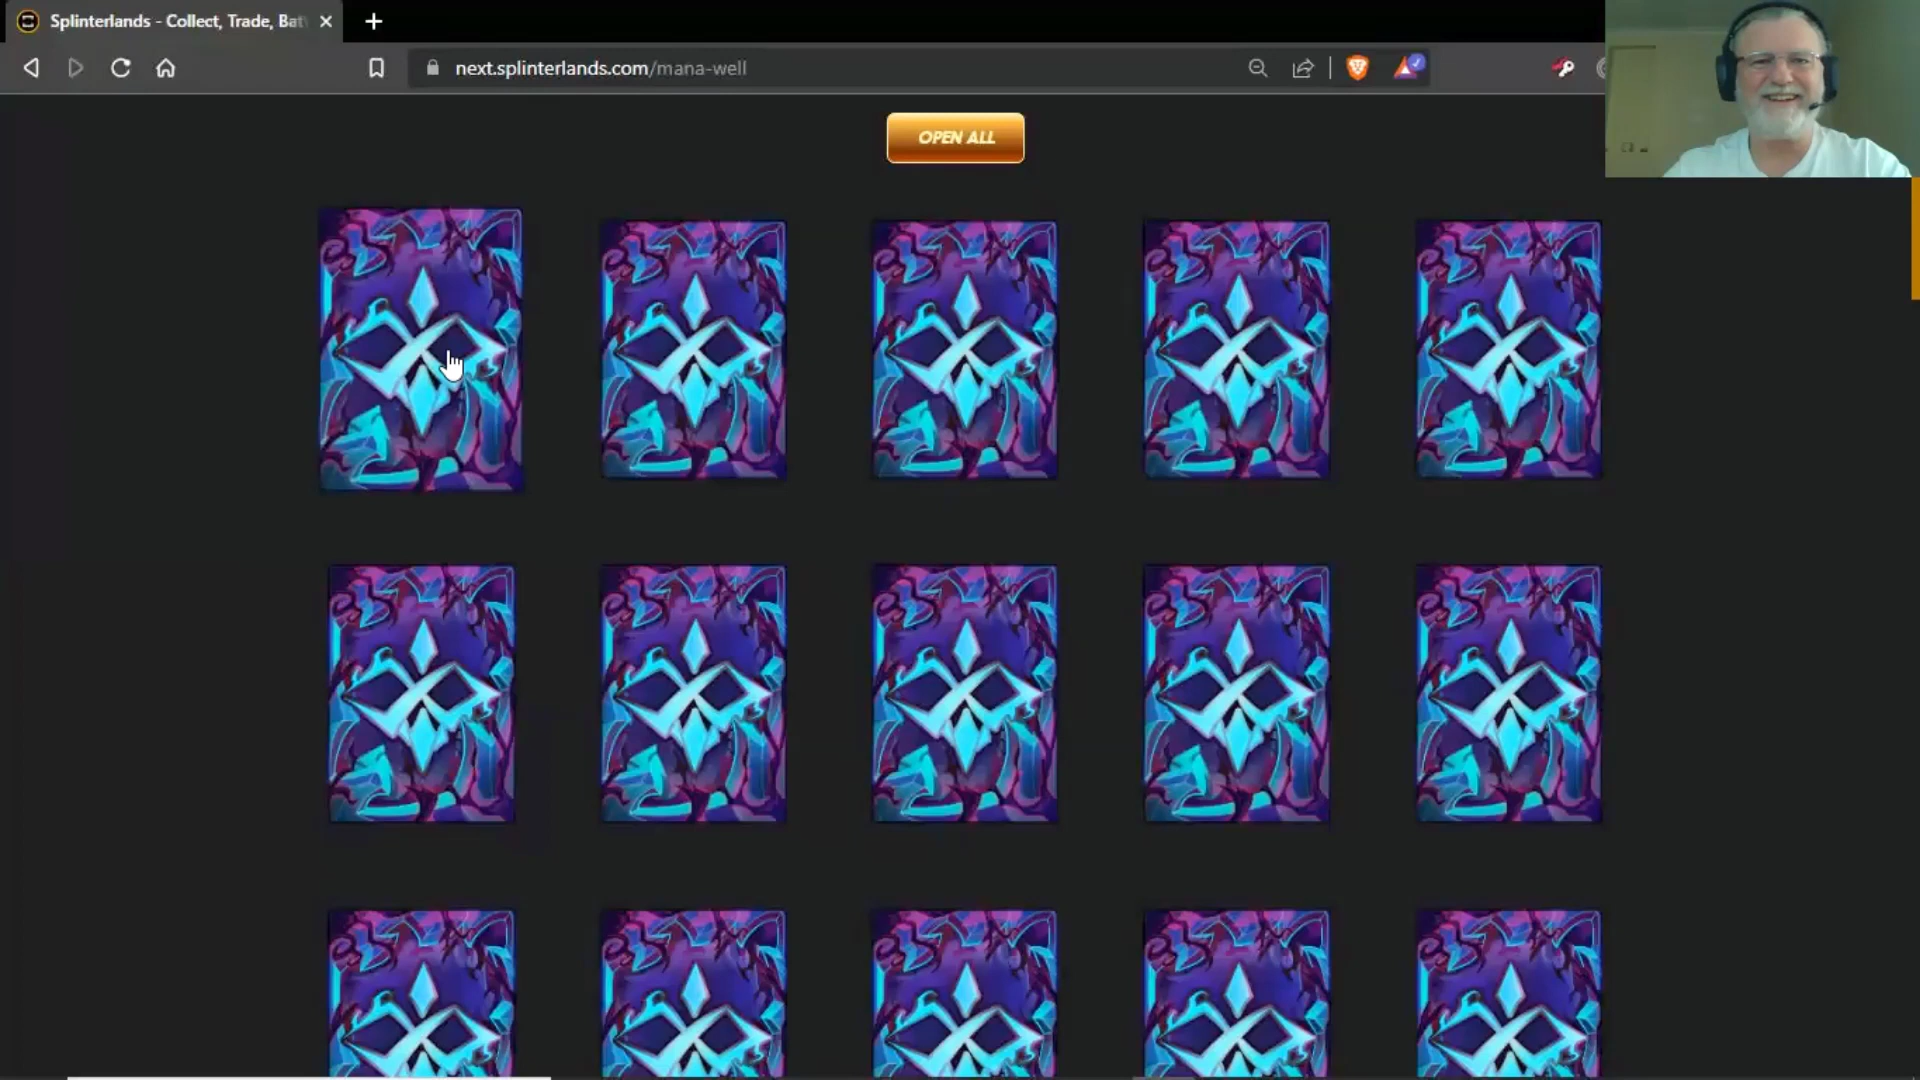 Splinterlands - Collect, Trade, Bat
next.splinterlands.com/mana-well
OPEN ALL